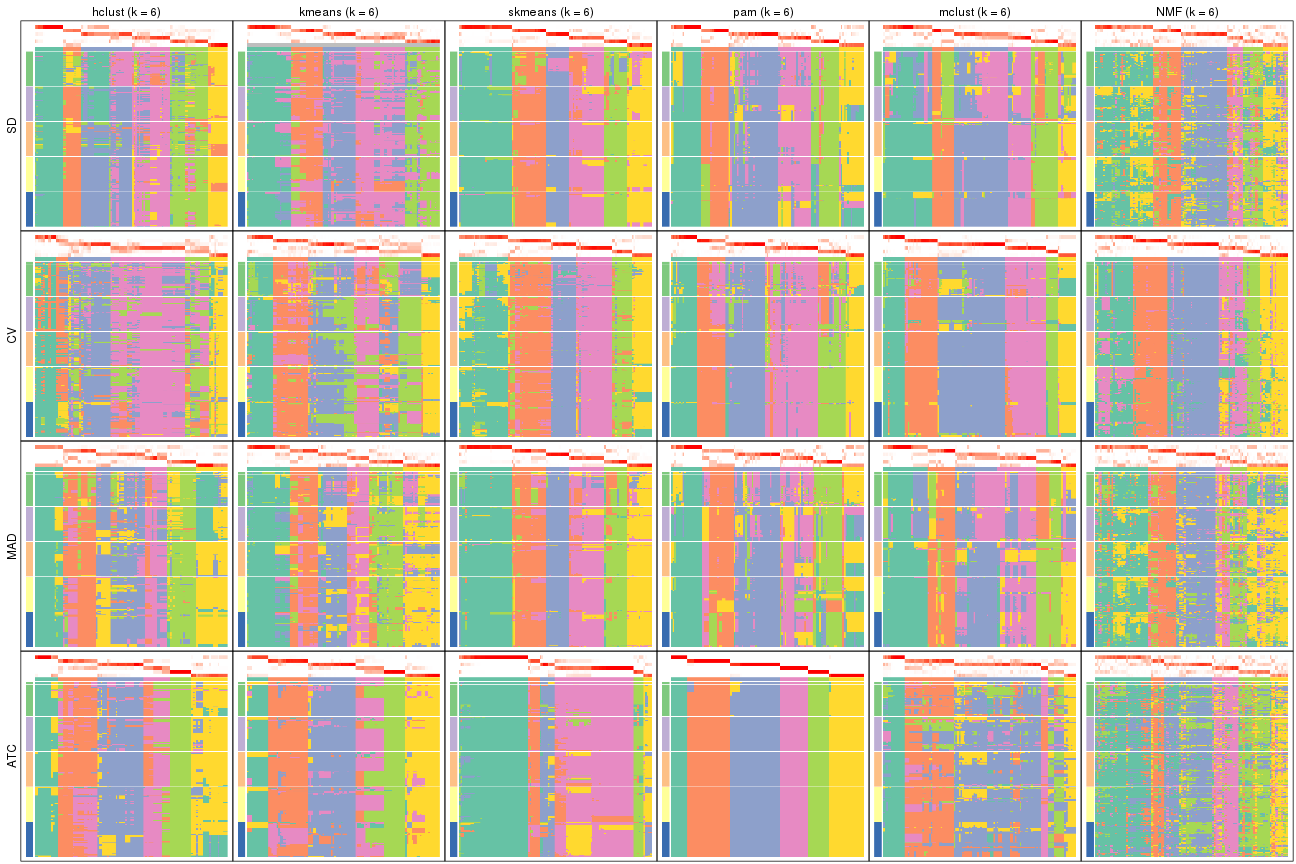 hclust (k = 6) kmeans (k = 6) skmeans (k = 6) pam (k = 6) mclust (k = 6) NMF (k = 6)
SD
CV
MAD
ATC